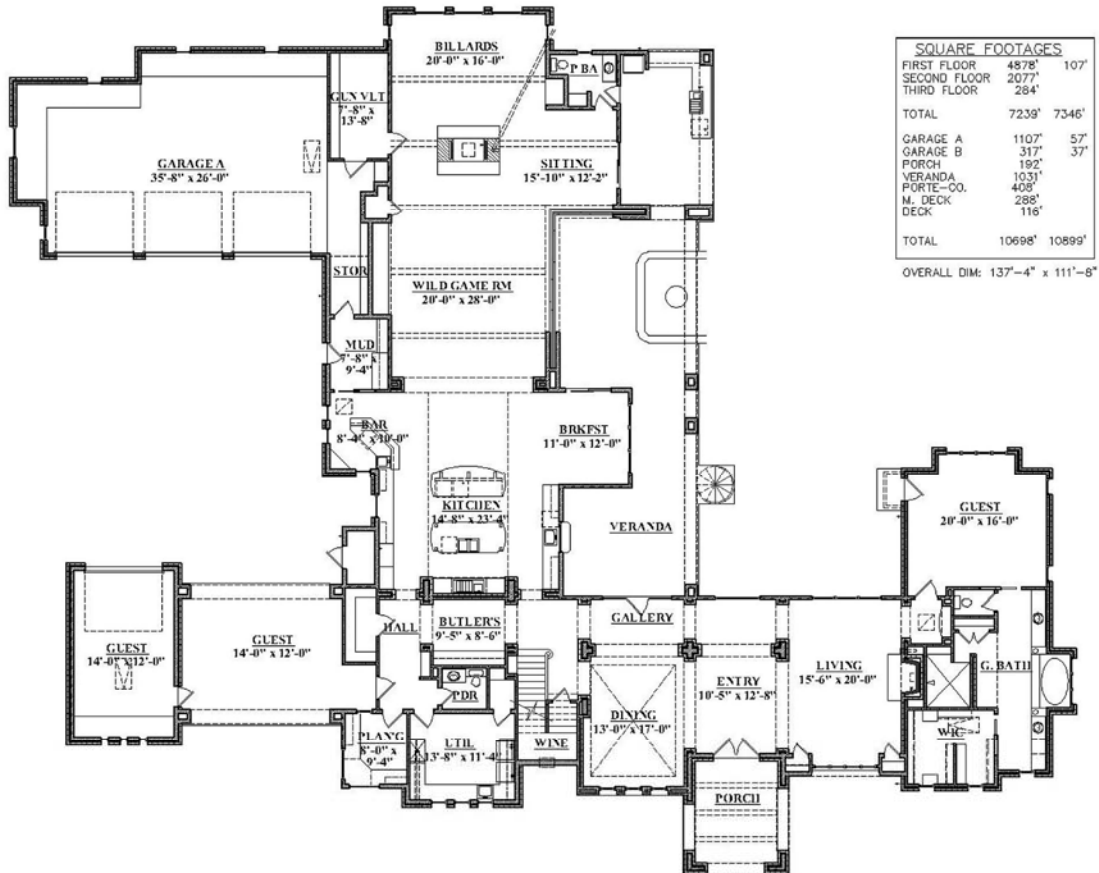 BILLARDS
20'-0" x 16'-0"
P BA
GUN VLT
7'-8" x
13'-8"
GARAGE A
35'-8" x 26'-0"
SITTING
15'-10" x 12'-2"
STOR
WILD GAME RM
20'-0" x 28'-0"
MUD
7'-8" x
9'-4"
BAR
8'-4" x 10'-0"
BRKFST
11'-0" x 12'-0"
KITCHEN
14'-8" x 23'-4"
VERANDA
GUEST
20'-0" x 16'-0"
GUEST
14'-0" x 12'-0"
GUEST
14'-0" x 12'-0"
HALL
BUTLER'S
9'-5" x 8'-6"
GALLERY
LIVING
15'-6" x 20'-0"
G. BATH
ENTRY
10'-5" x 12'-8"
PDR
DINING
13'-0" x 17'-0"
PLAN'G
8'-0" x
9'-4"
UTIL
13'-8" x 11'-4"
WINE
WIC
PORCH
SQUARE FOOTAGES
FIRST FLOOR 4878' 107'
SECOND FLOOR 2077'
THIRD FLOOR 284'
TOTAL 7239' 7346'
GARAGE A 1107' 57'
GARAGE B 317' 37'
PORCH 192'
VERANDA 1031'
PORTE-CO. 408'
M. DECK 288'
DECK 116'
TOTAL 10698' 10899'
OVERALL DIM: 137'-4" x 111'-8"